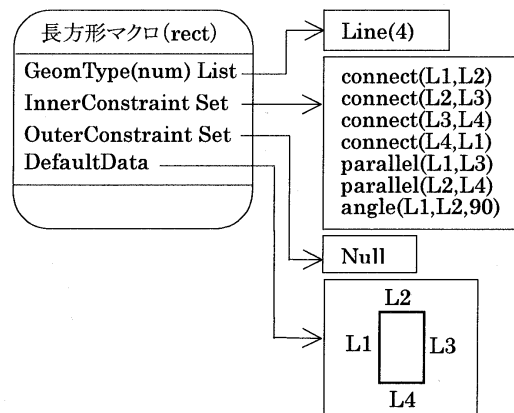 長方形マクロ(rect)
GeomType(num) List
InnerConstraint Set
OuterConstraint Set
DefaultData
Line(4)
connect(L1,L2)
connect(L2,L3)
connect(L3,L4)
connect(L4,L1)
parallel(L1,L3)
parallel(L2,L4)
angle(L1,L2,90)
Null
L2
L1
L3
L4